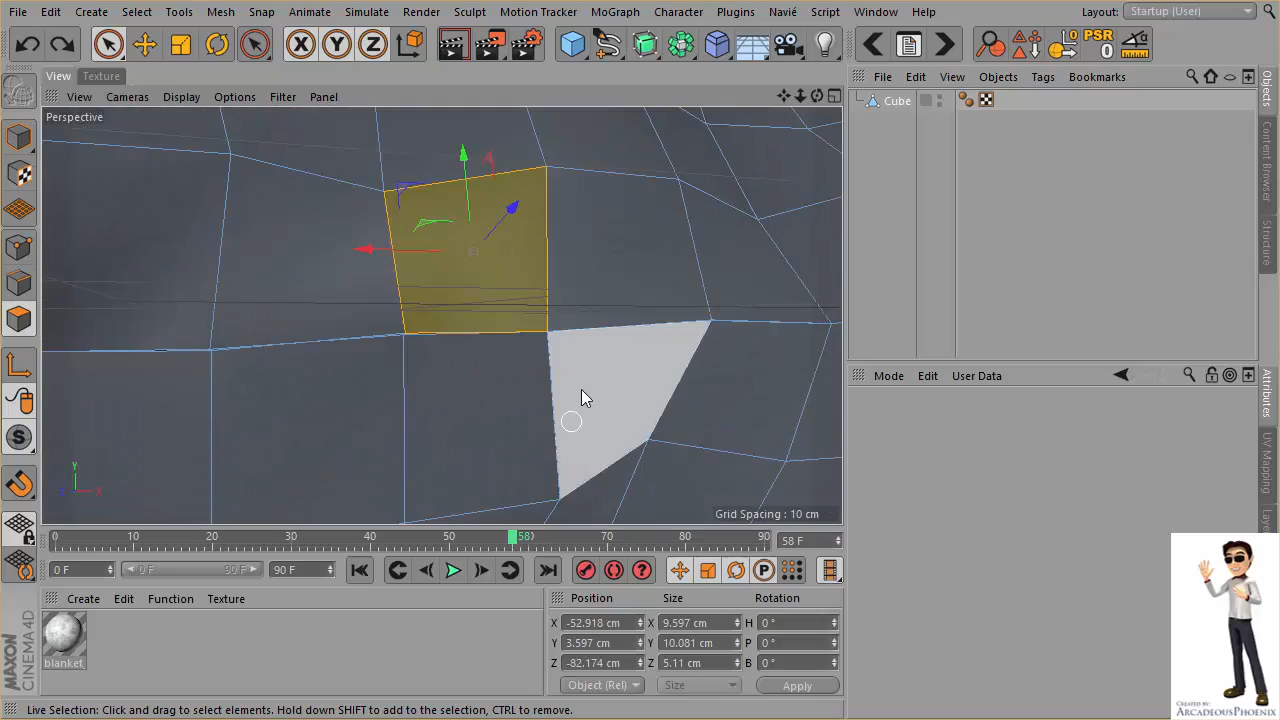 File Edit Create Select Tools Mesh Snap Animate Simulate Render Sculpt Motion Tracker MoGraph Character Plugins Navié Script Window Help Layout: Startup (User)
X Y Z PSR 0
View Texture
View Cameras Display Options Filter Panel
File Edit View Objects Tags Bookmarks
Perspective
Cube
Objects
Content Browser
Structure
Mode Edit User Data
Attributes
UV Mapping
S
Y
Z X
Grid Spacing : 10 cm
0 10 20 30 40 50 58 70 80 90 58 F
0 F 0 F 90 F 90 F P
Create Edit Function Texture
Position Size Rotation
X -52.918 cm X 9.597 cm H 0 °
Y 3.597 cm Y 10.081 cm P 0 °
Z -82.174 cm Z 5.11 cm B 0 °
Object (Rel) Size Apply
blanket
MAXON
CINEMA 4D
Live Selection: Click and drag to select elements. Hold down SHIFT to add to the selection, CTRL to remove.
CREATED BY:
ARCADEOUSPHOENIX